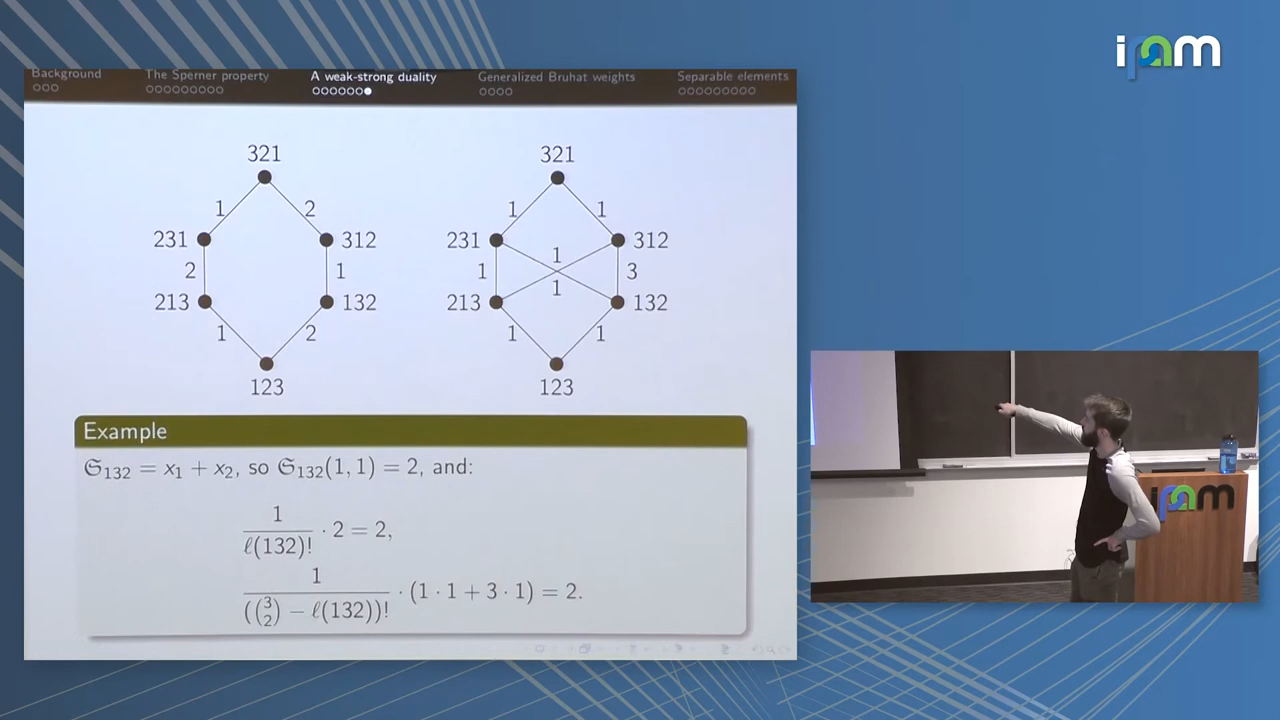 ipam
Background The Sperner property A weak-strong duality Generalized Bruhat weights Separable elements
321 321
1 2 1 1
231 312 231 312
2 1 1 1 1 3
213 132 213 132
1 2 1 1
123 123
Example
𝔖₁₃₂ = x₁ + x₂, so 𝔖₁₃₂(1, 1) = 2, and:
1/ℓ(132)! · 2 = 2,
1/((3 2) − ℓ(132))! · (1 · 1 + 3 · 1) = 2.
ipam